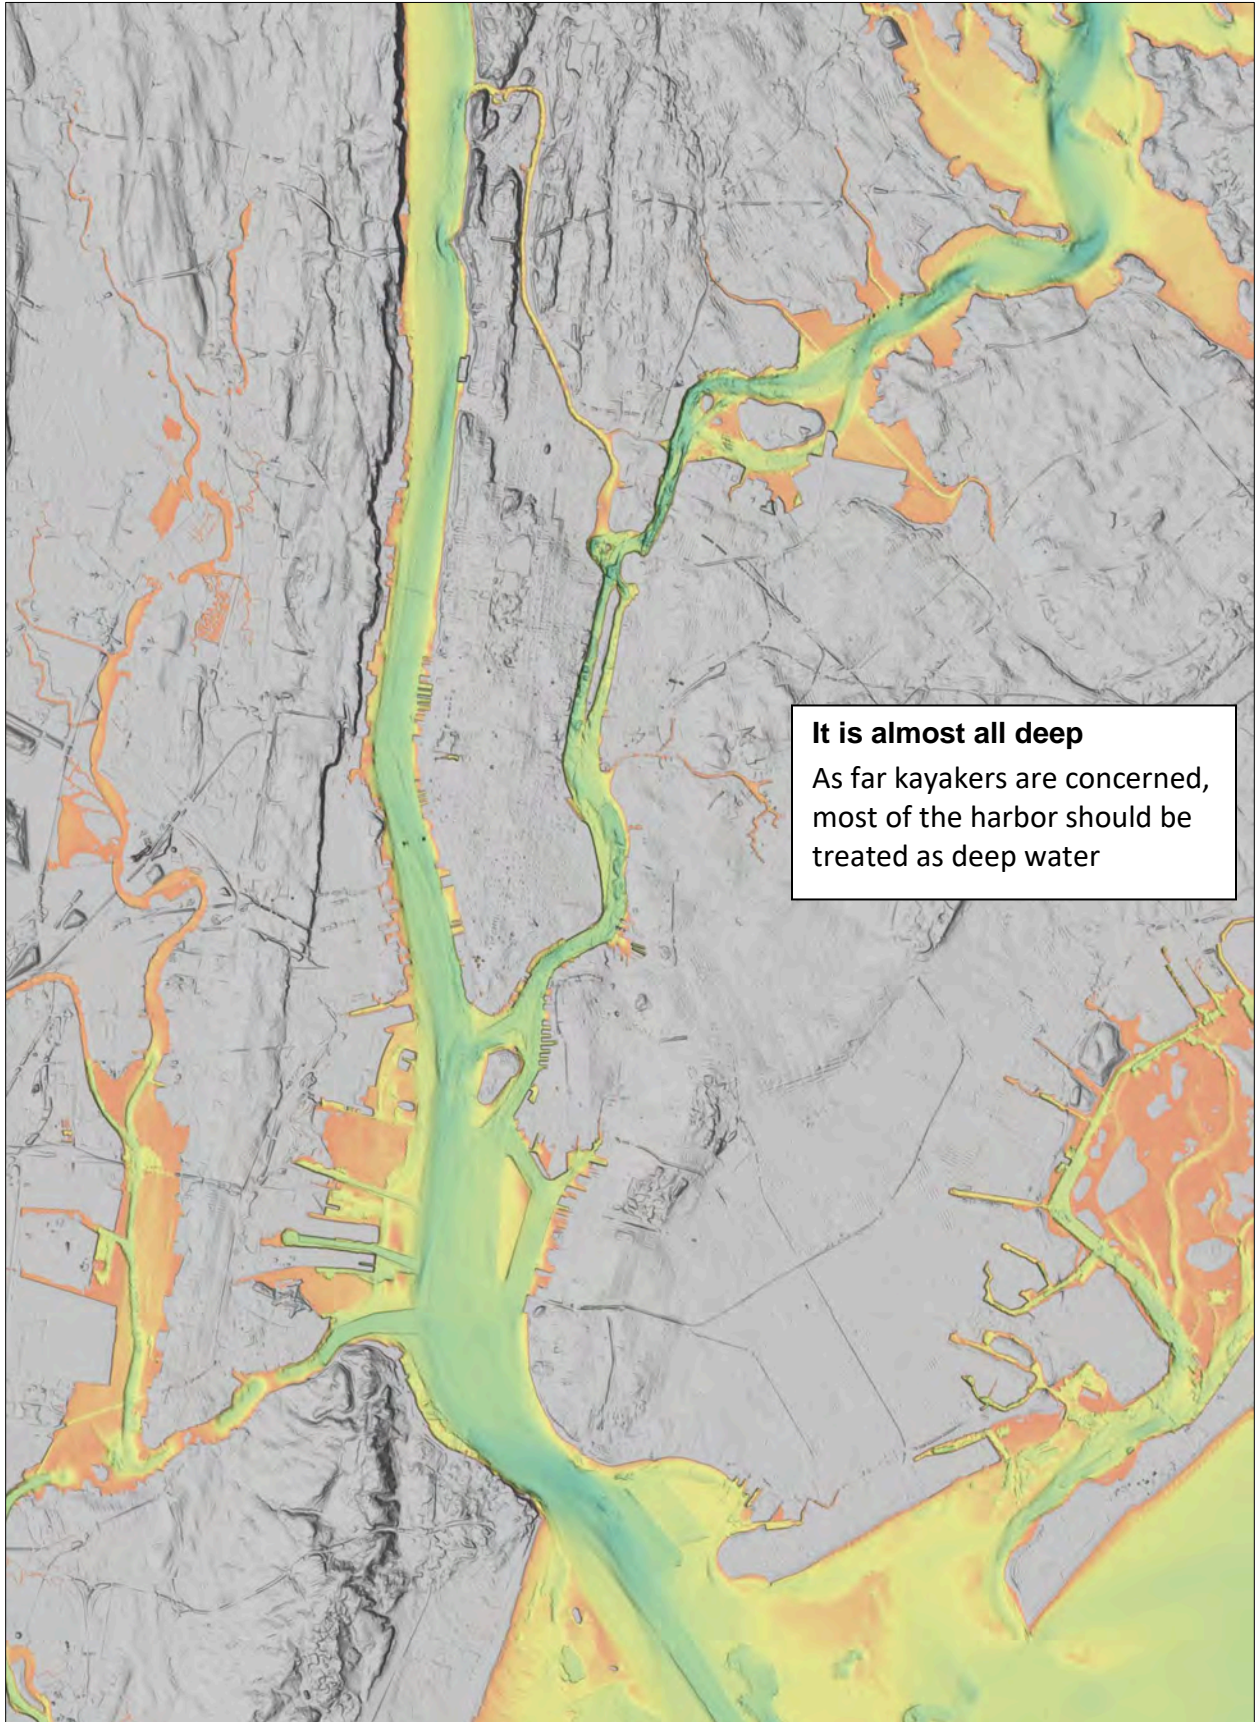 It is almost all deep
As far kayakers are concerned,
most of the harbor should be
treated as deep water